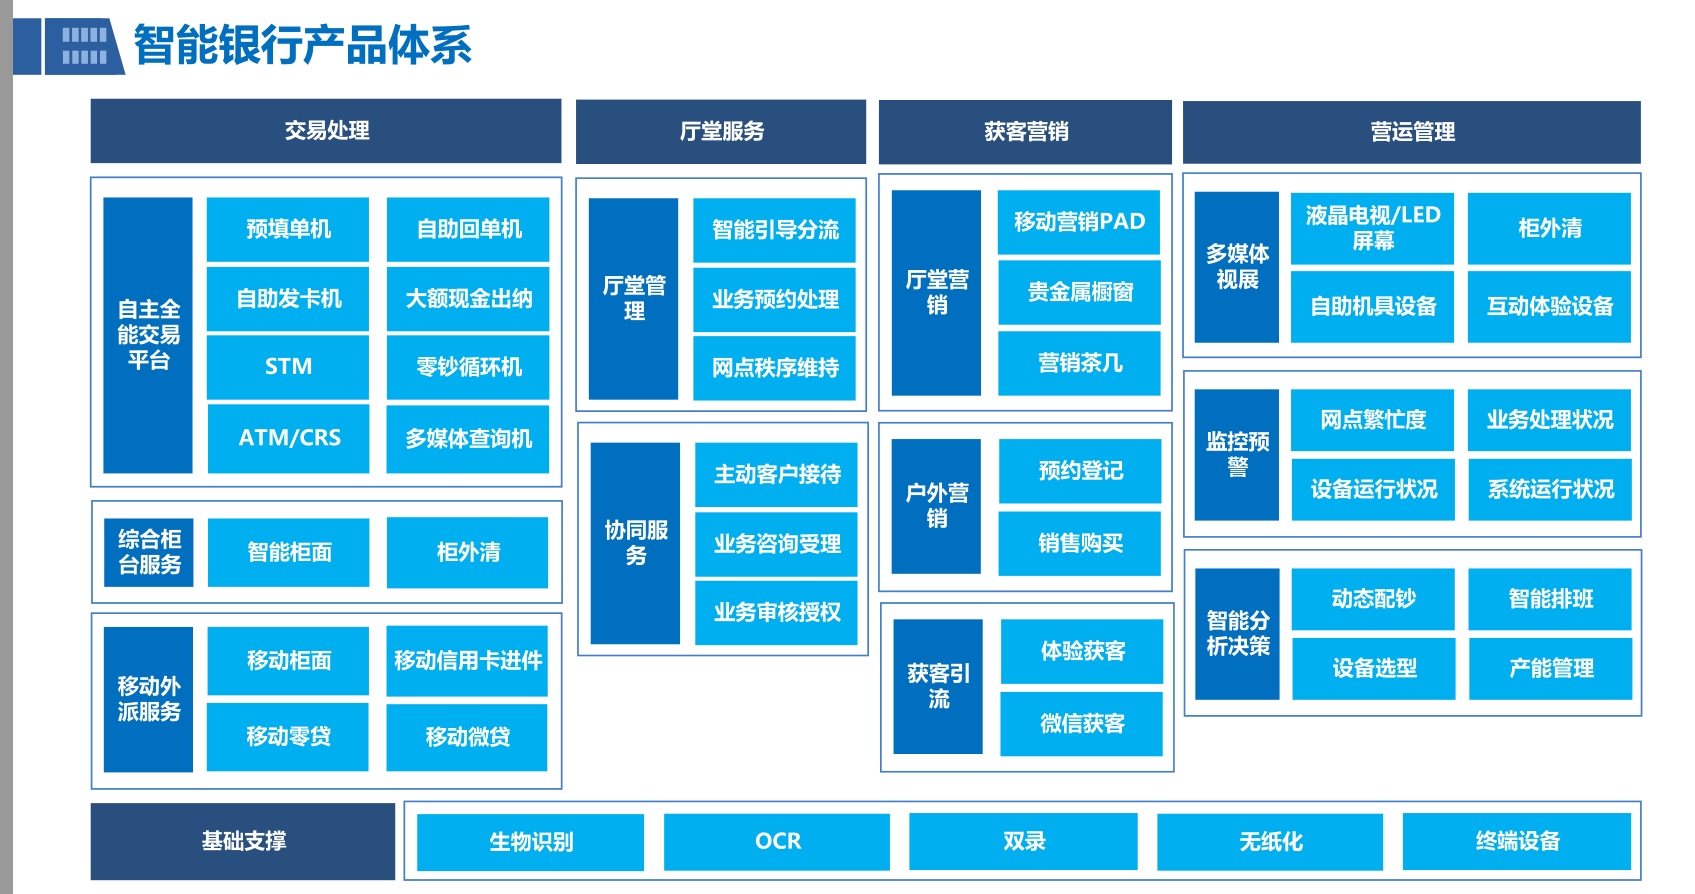 智能银行产品体系
交易处理
自主全
能交易
平台
预填单机
自助回单机
自助发卡机
大额现金出纳
STM
零钞循环机
ATM/CRS
多媒体查询机
综合柜
台服务
智能柜面
柜外清
移动外
派服务
移动柜面
移动信用卡进件
移动零贷
移动微贷
厅堂服务
厅堂管
理
智能引导分流
业务预约处理
网点秩序维持
协同服
务
主动客户接待
业务咨询受理
业务审核授权
获客营销
厅堂营
销
移动营销PAD
贵金属橱窗
营销茶几
户外营
销
预约登记
销售购买
获客引
流
体验获客
微信获客
营运管理
多媒体
视展
液晶电视/LED
屏幕
柜外清
自助机具设备
互动体验设备
监控预
警
网点繁忙度
业务处理状况
设备运行状况
系统运行状况
智能分
析决策
动态配钞
智能排班
设备选型
产能管理
基础支撑
生物识别
OCR
双录
无纸化
终端设备